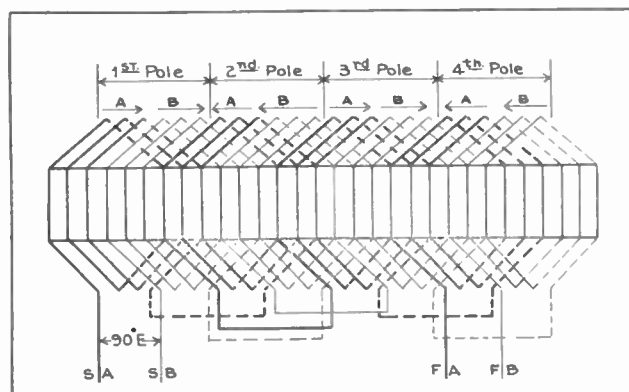 1ST. Pole 2nd. Pole 3rd Pole 4th. Pole
A B A B A B A B
90°E
S A S B F A F B